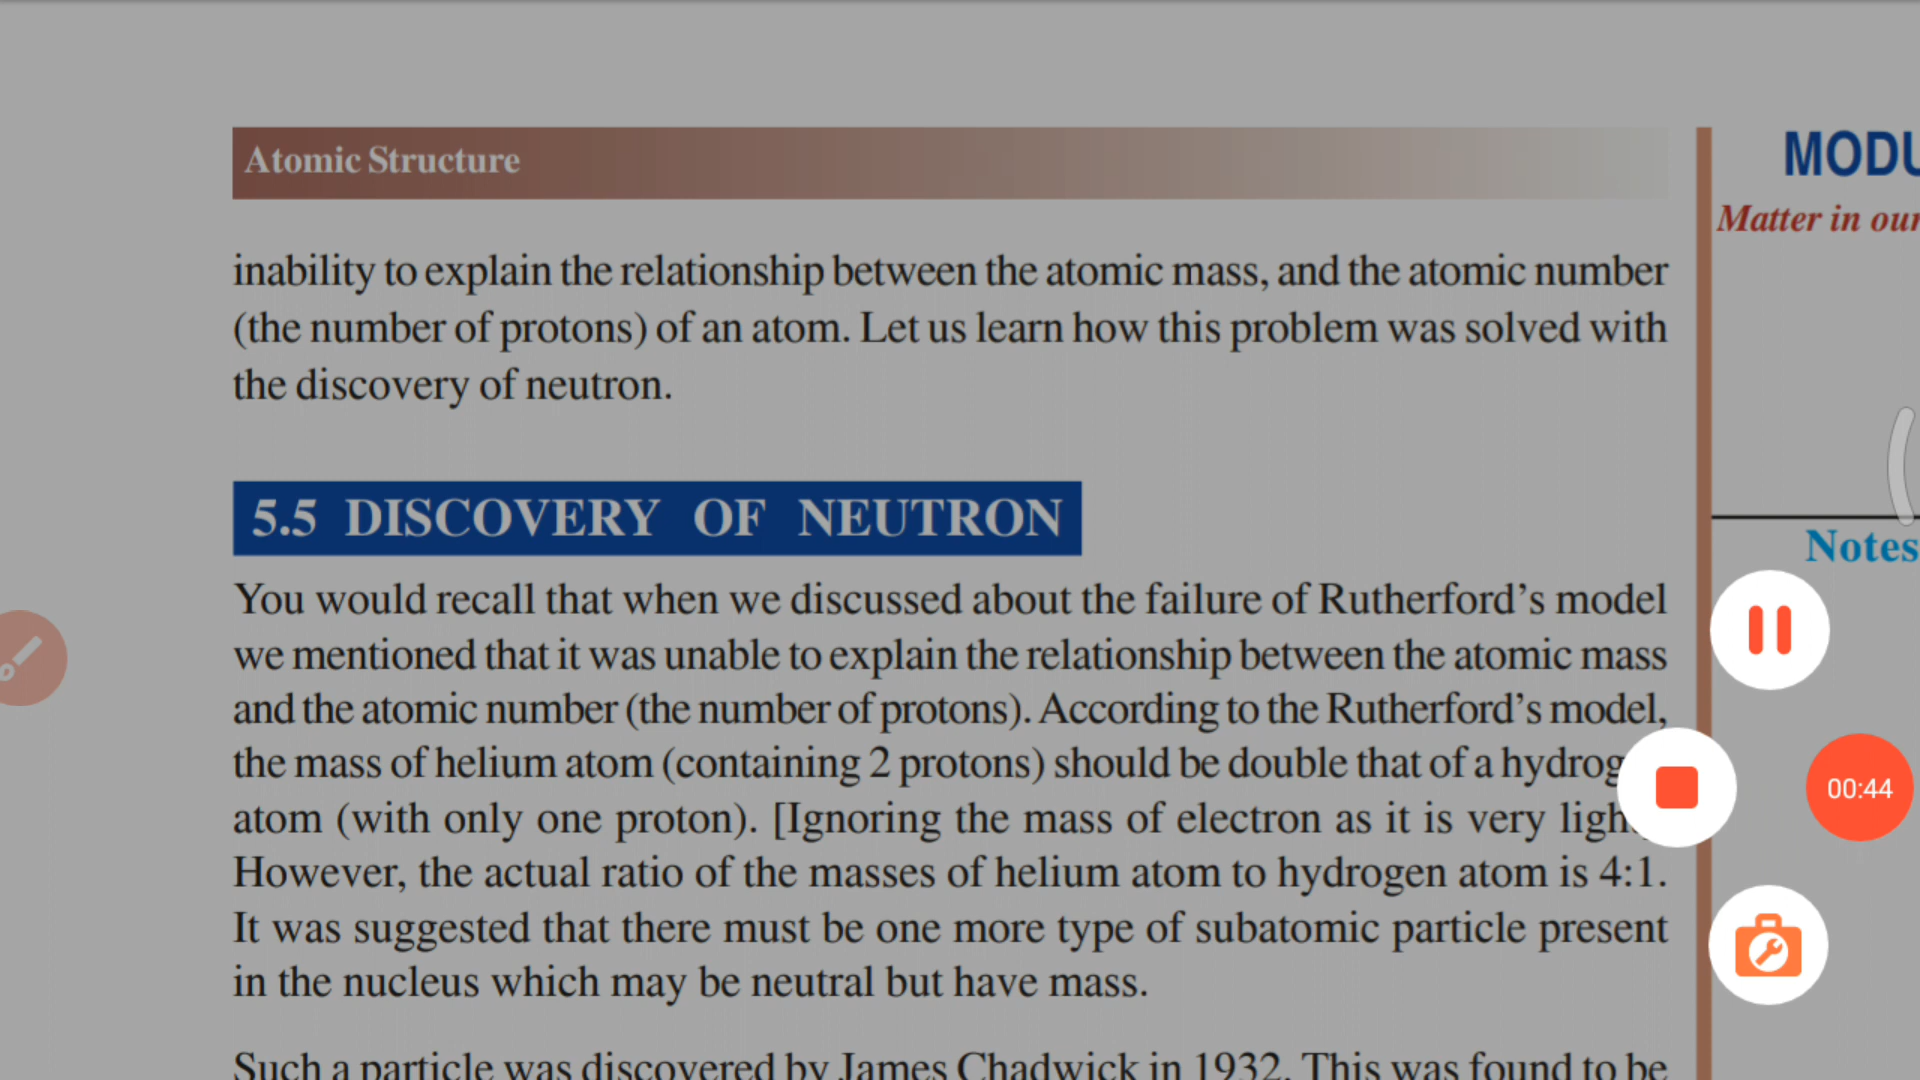 Atomic Structure
inability to explain the relationship between the atomic mass, and the atomic number
(the number of protons) of an atom. Let us learn how this problem was solved with
the discovery of neutron.
5.5 DISCOVERY OF NEUTRON
You would recall that when we discussed about the failure of Rutherford’s model
we mentioned that it was unable to explain the relationship between the atomic mass
and the atomic number (the number of protons). According to the Rutherford’s model,
the mass of helium atom (containing 2 protons) should be double that of a hydrog
atom (with only one proton). [Ignoring the mass of electron as it is very ligh
However, the actual ratio of the masses of helium atom to hydrogen atom is 4:1.
It was suggested that there must be one more type of subatomic particle present
in the nucleus which may be neutral but have mass.
Such a particle was discovered by James Chadwick in 1932. This was found to be
MODU
Matter in our
Notes
00:44